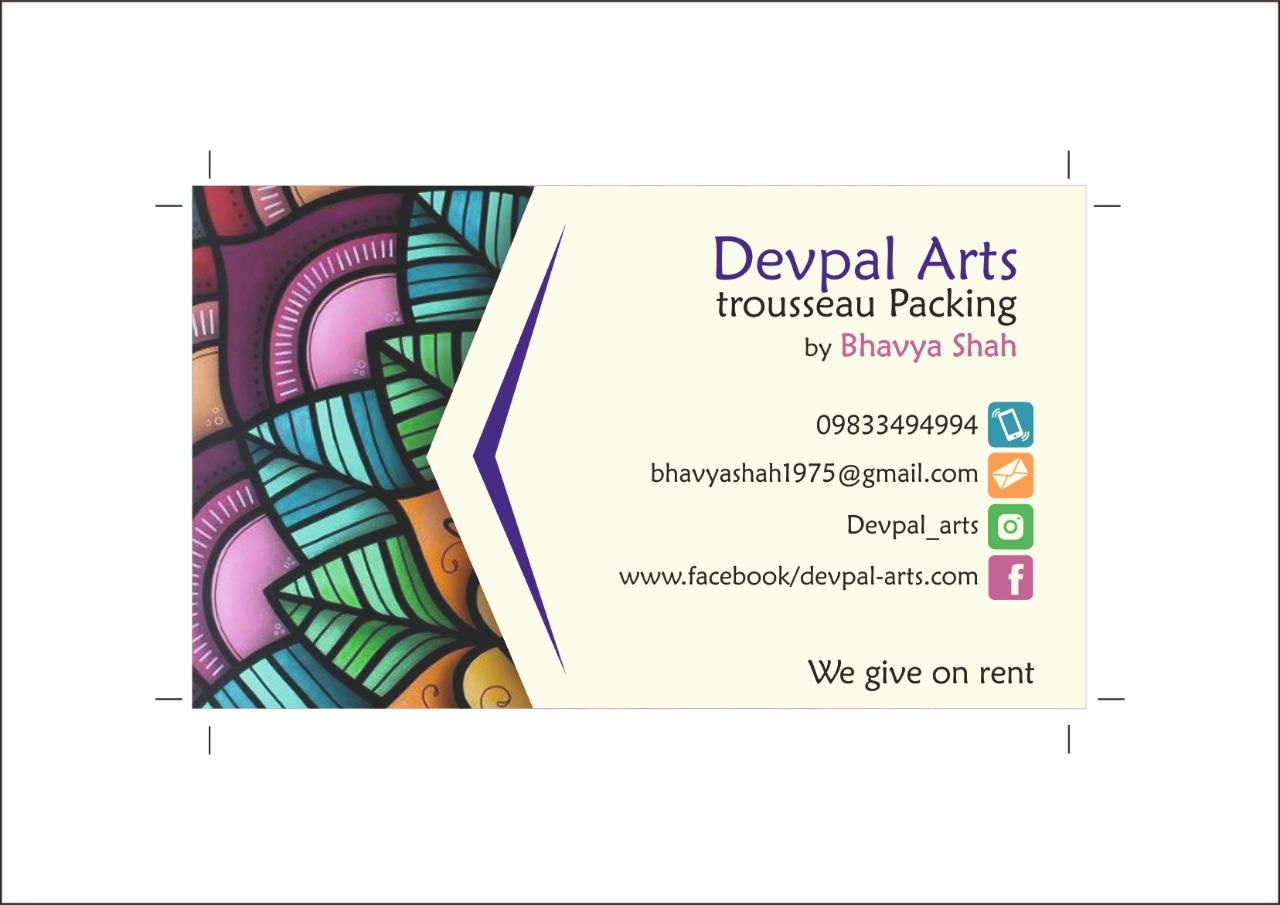 Devpal Arts
trousseau Packing
by Bhavya Shah
09833494994
bhavyashah1975@gmail.com
Devpal_arts
www.facebook/devpal-arts.com
We give on rent